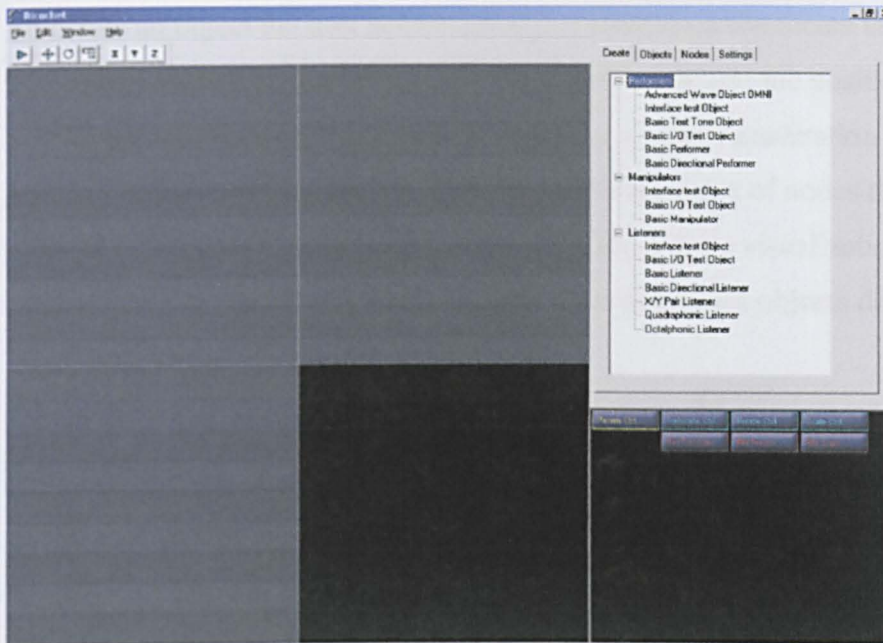 Ricochet
File Edit Window Help
X Y Z
Create Objects Nodes Settings
Performers
Advanced Wave Object OMNI
Interface test Object
Basic Test Tone Object
Basic I/O Test Object
Basic Performer
Basic Directional Performer
Manipulators
Interface test Object
Basic I/O Test Object
Basic Manipulator
Listeners
Interface test Object
Basic I/O Test Object
Basic Listener
Basic Directional Listener
X/Y Pair Listener
Quadraphonic Listener
Octalphonic Listener